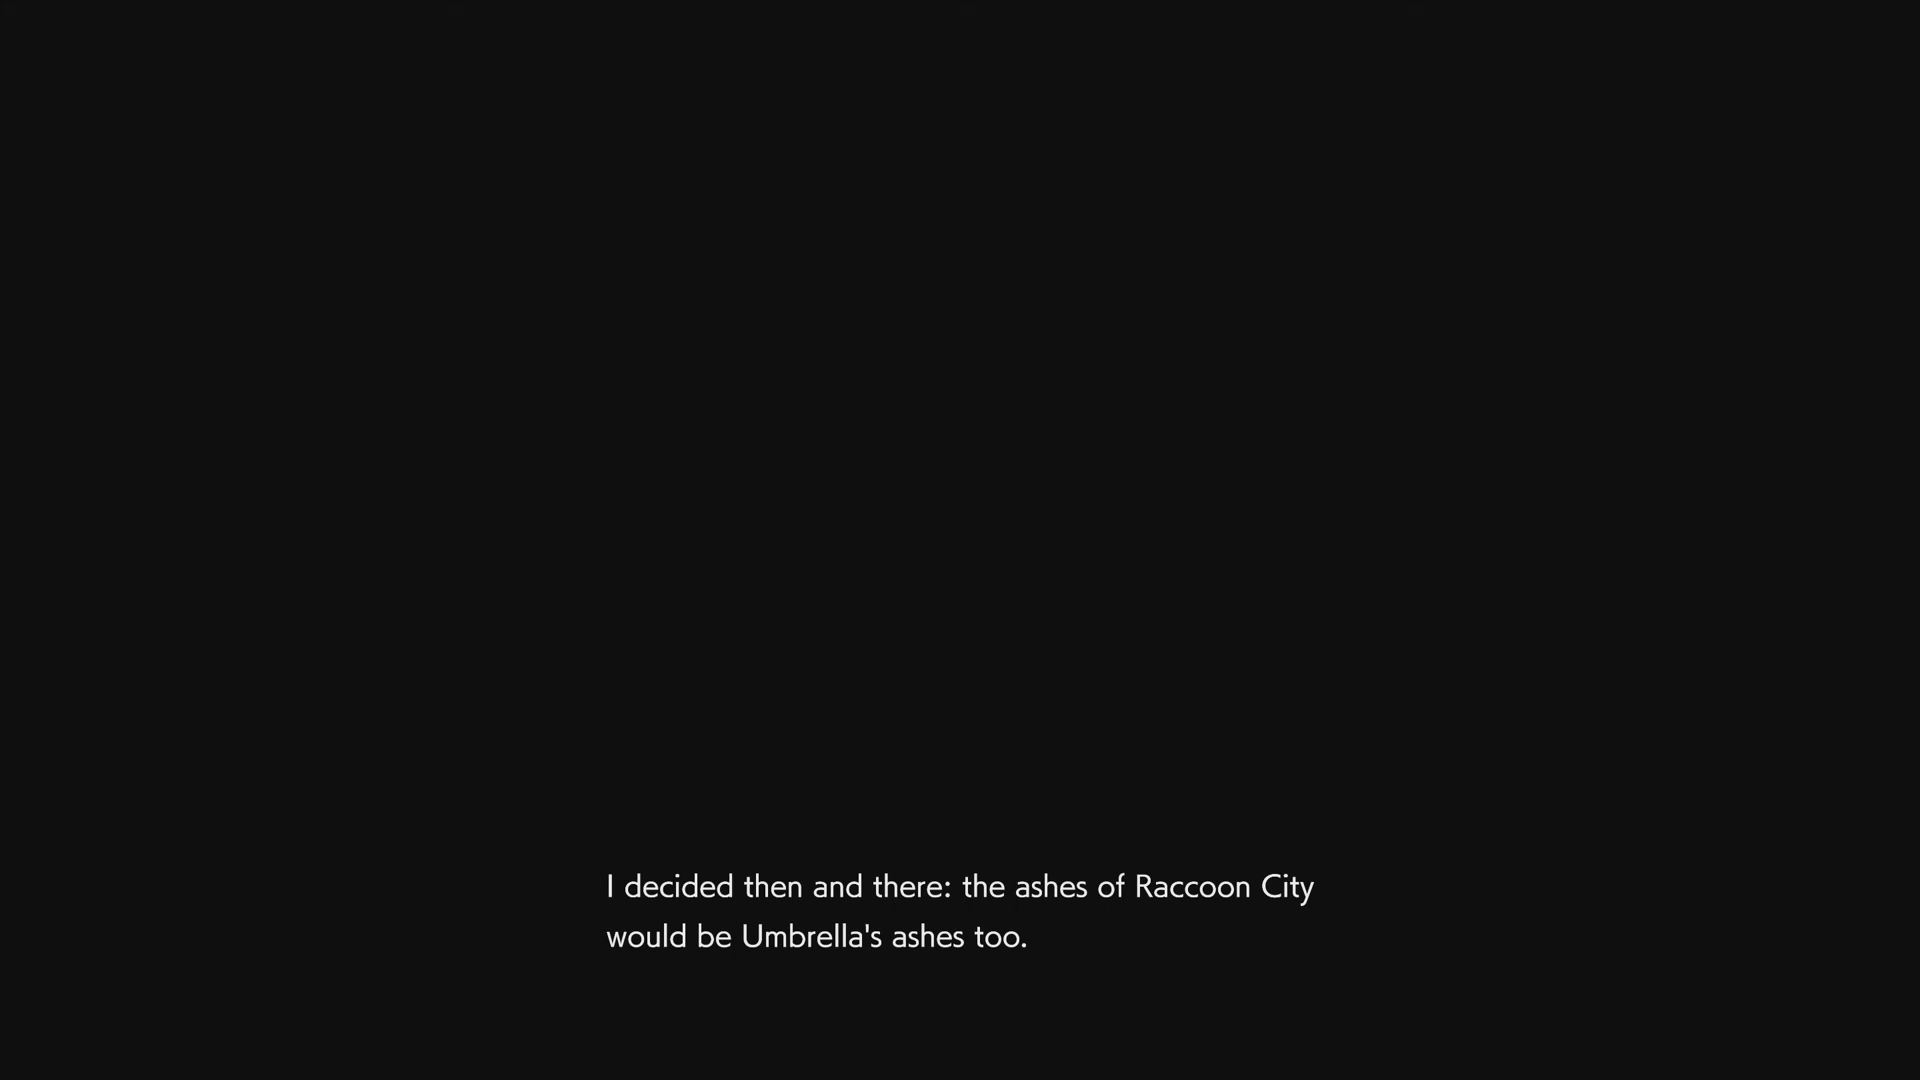 I decided then and there: the ashes of Raccoon City
would be Umbrella's ashes too.